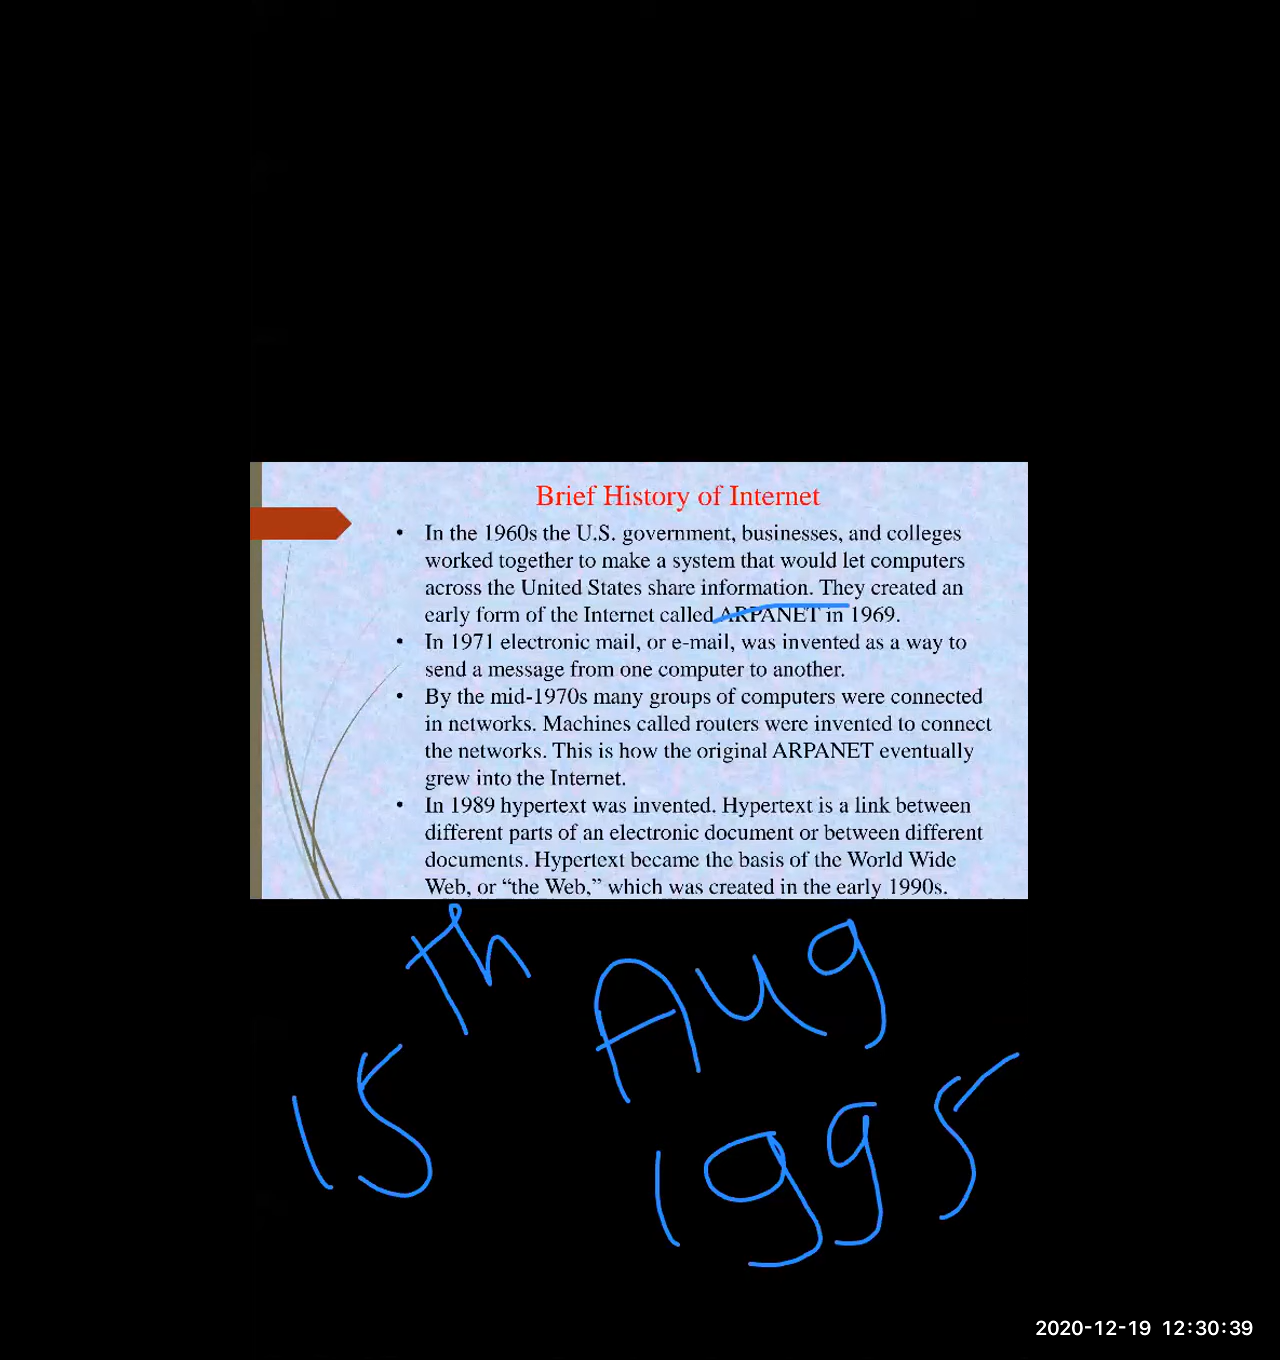 Brief History of Internet
• In the 1960s the U.S. government, businesses, and colleges
worked together to make a system that would let computers
across the United States share information. They created an
early form of the Internet called ARPANET in 1969.
• In 1971 electronic mail, or e-mail, was invented as a way to
send a message from one computer to another.
• By the mid-1970s many groups of computers were connected
in networks. Machines called routers were invented to connect
the networks. This is how the original ARPANET eventually
grew into the Internet.
• In 1989 hypertext was invented. Hypertext is a link between
different parts of an electronic document or between different
documents. Hypertext became the basis of the World Wide
Web, or “the Web,” which was created in the early 1990s.
15th Aug
1995
2020-12-19 12:30:39